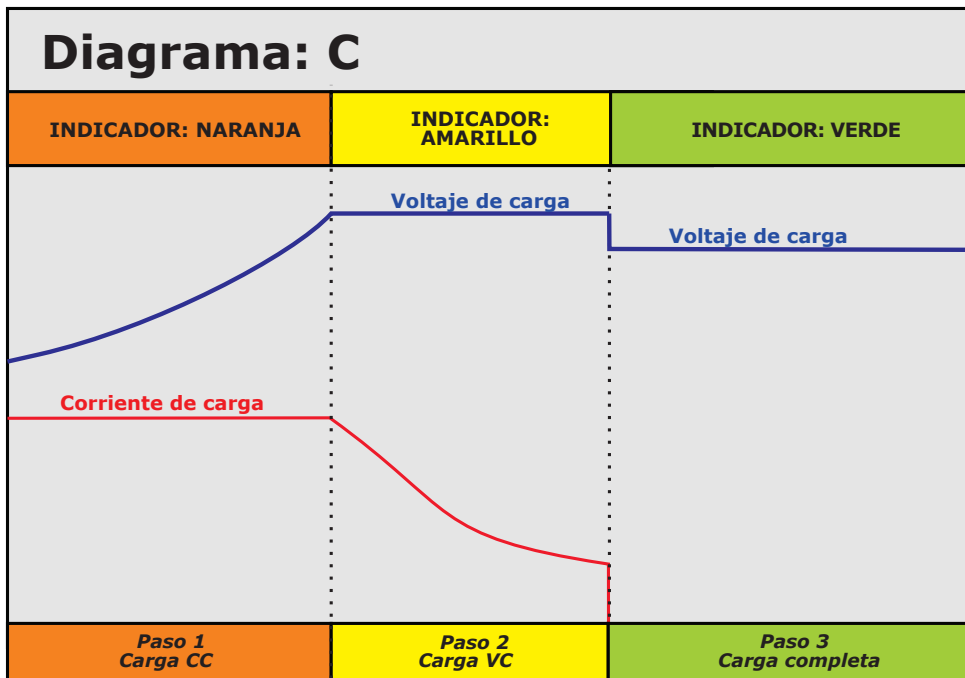 Diagrama: C
INDICADOR: NARANJA
INDICADOR:
AMARILLO
INDICADOR: VERDE
Voltaje de carga
Voltaje de carga
Corriente de carga
Paso 1
Carga CC
Paso 2
Carga VC
Paso 3
Carga completa